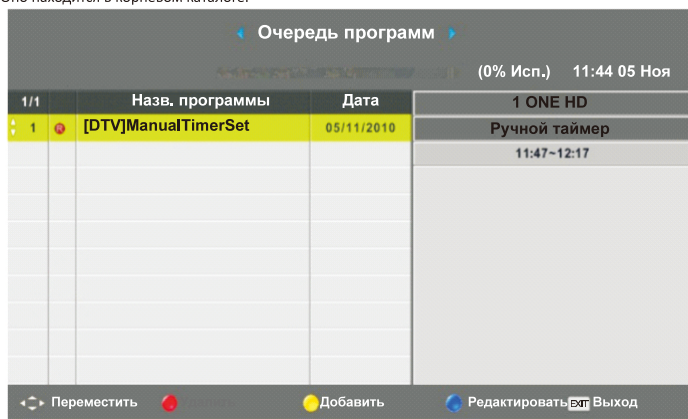 Оно находится в корневом каталоге.
Очередь программ
(0% Исп.) 11:44 05 Ноя
1/1 Назв. программы Дата 1 ONE HD
1 R [DTV]ManualTimerSet 05/11/2010 Ручной таймер
11:47~12:17
Переместить Добавить Редактировать EXIT Выход